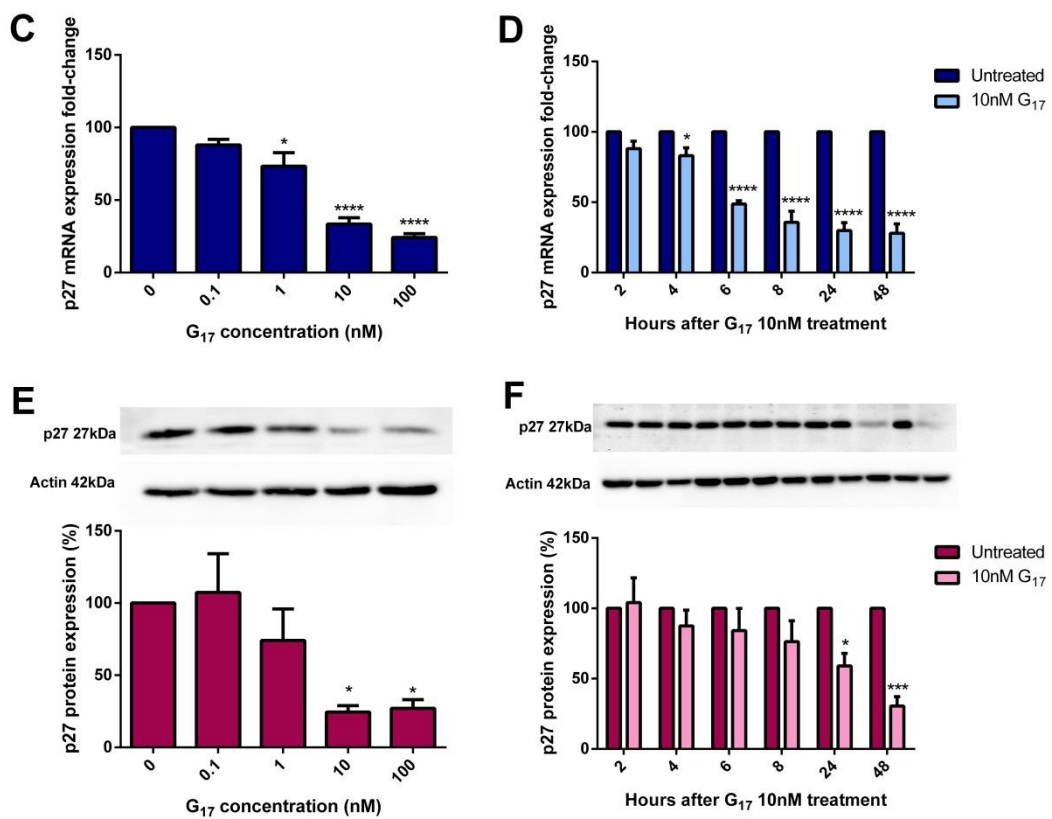 C
p27 mRNA expression fold-change
150
100
50
0
*
****
****
0
0.1
1
10
100
G₁₇ concentration (nM)
D
p27 mRNA expression fold-change
150
100
50
0
*
****
****
****
****
2
4
6
8
24
48
Hours after G₁₇ 10nM treatment
Untreated
10nM G₁₇
E
p27 27kDa
Actin 42kDa
p27 protein expression (%)
150
100
50
0
*
*
0
0.1
1
10
100
G₁₇ concentration (nM)
F
p27 27kDa
Actin 42kDa
p27 protein expression (%)
150
100
50
0
*
***
2
4
6
8
24
48
Hours after G₁₇ 10nM treatment
Untreated
10nM G₁₇